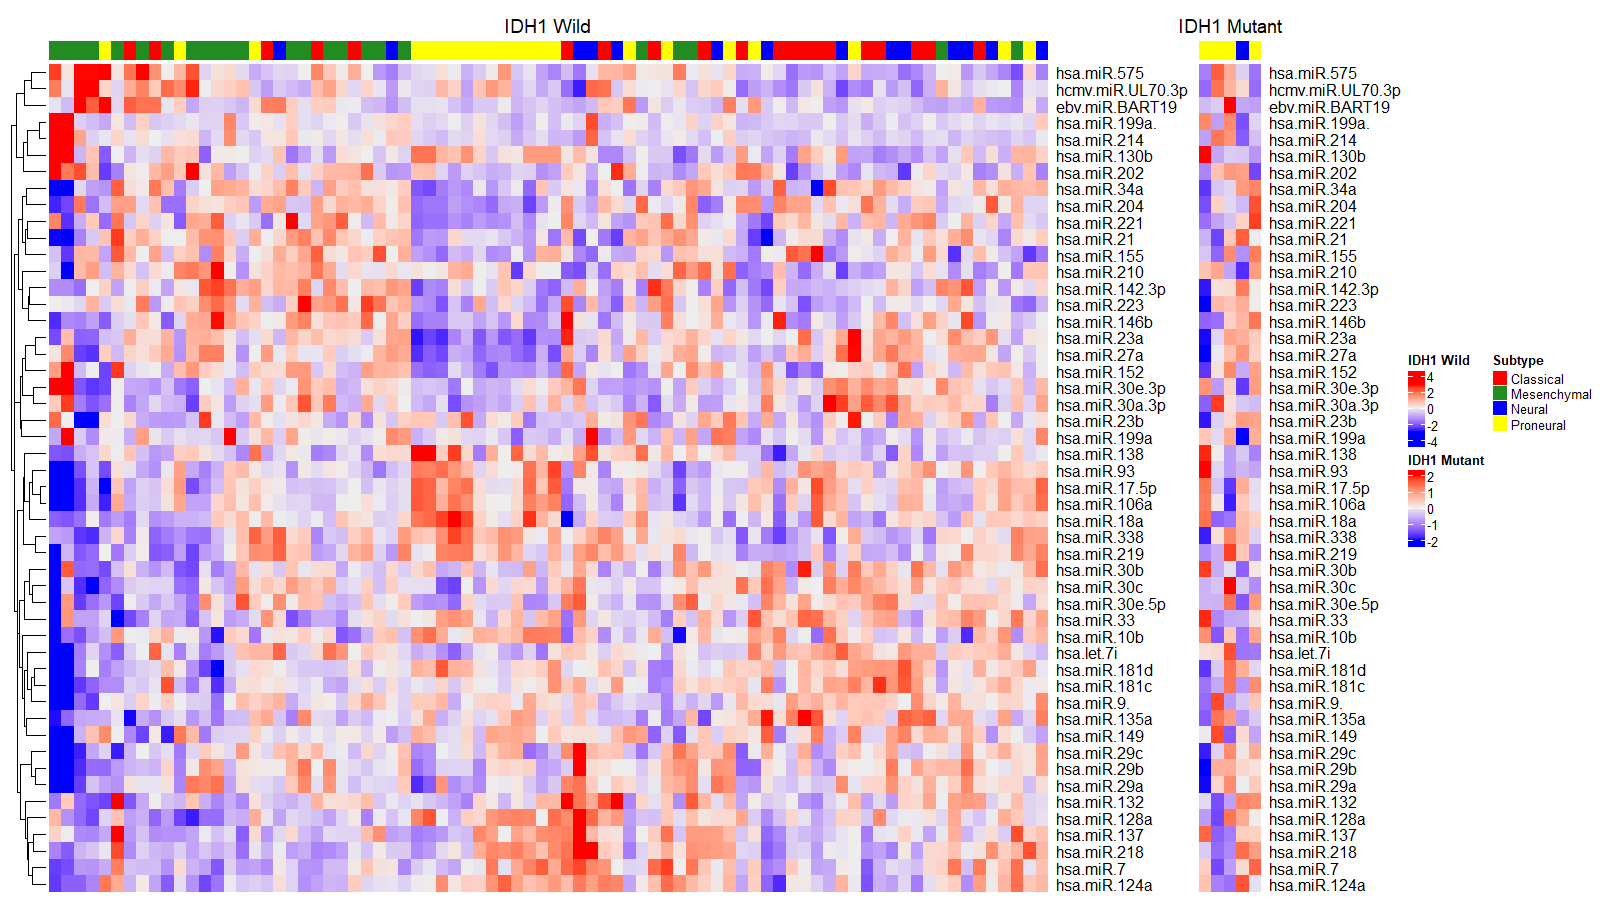 IDH1 Wild
IDH1 Mutant
hsa.miR.575 hsa.miR.575
hcmv.miR.UL70.3p hcmv.miR.UL70.3p
ebv.miR.BART19 ebv.miR.BART19
hsa.miR.199a. hsa.miR.199a.
hsa.miR.214 hsa.miR.214
hsa.miR.130b hsa.miR.130b
hsa.miR.202 hsa.miR.202
hsa.miR.34a hsa.miR.34a
hsa.miR.204 hsa.miR.204
hsa.miR.221 hsa.miR.221
hsa.miR.21 hsa.miR.21
hsa.miR.155 hsa.miR.155
hsa.miR.210 hsa.miR.210
hsa.miR.142.3p hsa.miR.142.3p
hsa.miR.223 hsa.miR.223
hsa.miR.146b hsa.miR.146b
hsa.miR.23a hsa.miR.23a
hsa.miR.27a hsa.miR.27a
hsa.miR.152 hsa.miR.152
hsa.miR.30e.3p hsa.miR.30e.3p
hsa.miR.30a.3p hsa.miR.30a.3p
hsa.miR.23b hsa.miR.23b
hsa.miR.199a hsa.miR.199a
hsa.miR.138 hsa.miR.138
hsa.miR.93 hsa.miR.93
hsa.miR.17.5p hsa.miR.17.5p
hsa.miR.106a hsa.miR.106a
hsa.miR.18a hsa.miR.18a
hsa.miR.338 hsa.miR.338
hsa.miR.219 hsa.miR.219
hsa.miR.30b hsa.miR.30b
hsa.miR.30c hsa.miR.30c
hsa.miR.30e.5p hsa.miR.30e.5p
hsa.miR.33 hsa.miR.33
hsa.miR.10b hsa.miR.10b
hsa.let.7i hsa.let.7i
hsa.miR.181d hsa.miR.181d
hsa.miR.181c hsa.miR.181c
hsa.miR.9. hsa.miR.9.
hsa.miR.135a hsa.miR.135a
hsa.miR.149 hsa.miR.149
hsa.miR.29c hsa.miR.29c
hsa.miR.29b hsa.miR.29b
hsa.miR.29a hsa.miR.29a
hsa.miR.132 hsa.miR.132
hsa.miR.128a hsa.miR.128a
hsa.miR.137 hsa.miR.137
hsa.miR.218 hsa.miR.218
hsa.miR.7 hsa.miR.7
hsa.miR.124a hsa.miR.124a
IDH1 Wild
4
2
0
-2
-4
IDH1 Mutant
2
1
0
-1
-2
Subtype
Classical
Mesenchymal
Neural
Proneural